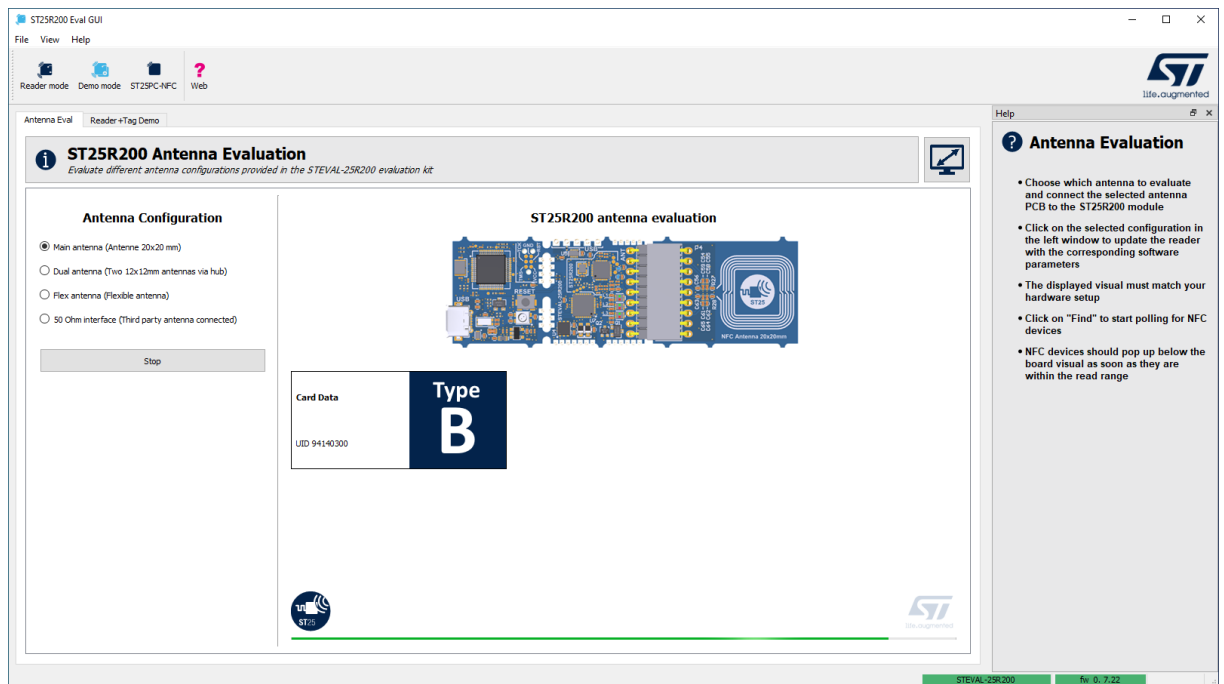 ST25R200 Eval GUI
File View Help
Reader mode Demo mode ST25PC-NFC Web
life.augmented
Antenna Eval Reader+Tag Demo
ST25R200 Antenna Evaluation
Evaluate different antenna configurations provided in the STEVAL-25R200 evaluation kit
Antenna Configuration
Main antenna (Antenne 20x20 mm)
Dual antenna (Two 12x12mm antennas via hub)
Flex antenna (Flexible antenna)
50 Ohm interface (Third party antenna connected)
Stop
ST25R200 antenna evaluation
USB
RESET
ANT
P4
ST25
NFC Antenna 20x20mm
Card Data
UID 94140300
Type
B
ST25
life.augmented
Help
Antenna Evaluation
• Choose which antenna to evaluate
and connect the selected antenna
PCB to the ST25R200 module
• Click on the selected configuration in
the left window to update the reader
with the corresponding software
parameters
• The displayed visual must match your
hardware setup
• Click on "Find" to start polling for NFC
devices
• NFC devices should pop up below the
board visual as soon as they are
within the read range
STEVAL-25R200 fw 0. 7.22